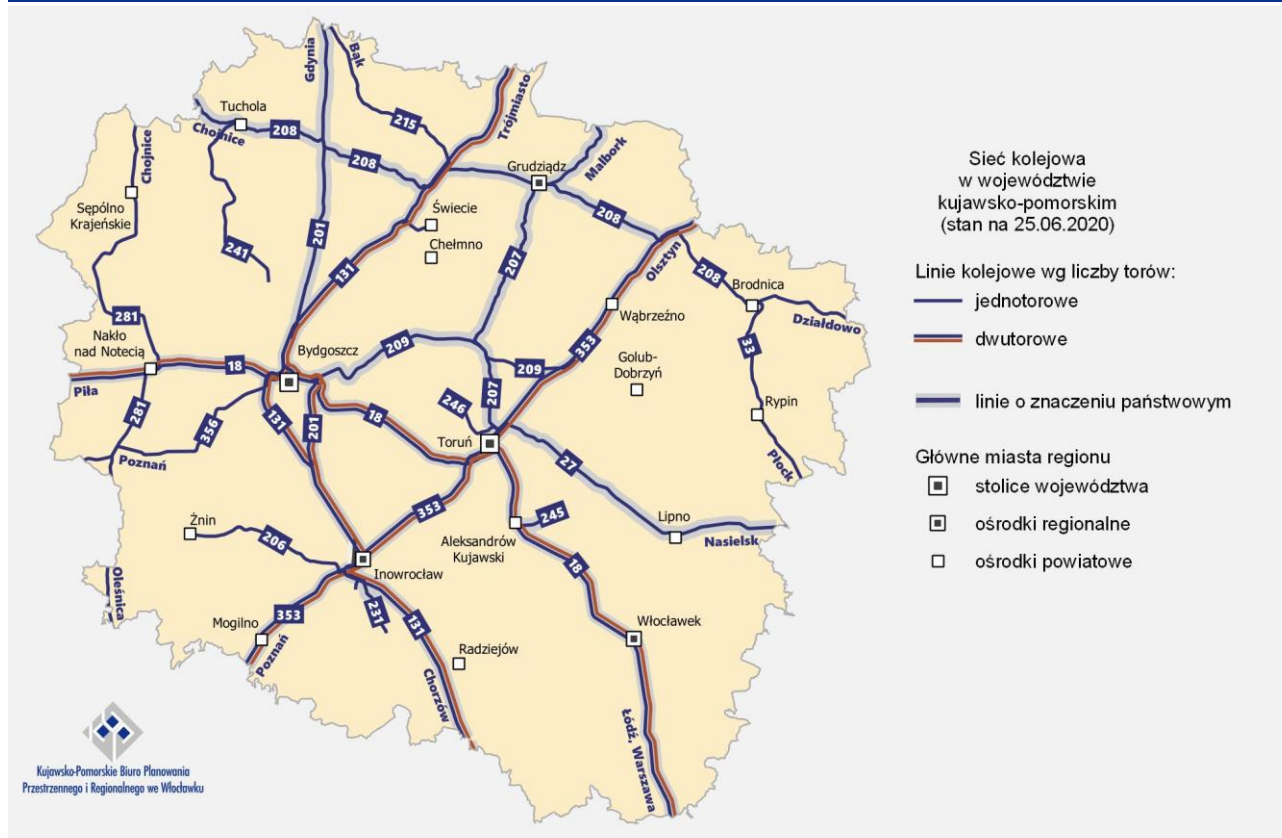 Gdynia
Bąk
Trójmiasto
Tuchola
Chojnice
208
215
208
Malbork
Grudziądz
Chojnice
Sępólno
Krajeńskie
Świecie
Chełmno
208
201
207
241
131
Olsztyn
208
Brodnica
Działdowo
Wąbrzeźno
281
Nakło
nad Notecią
18
Bydgoszcz
209
353
33
Piła
209
Golub-
Dobrzyń
281
207
246
Rypin
356
131
201
18
Toruń
Poznań
27
Płock
353
Żnin
206
245
Lipno
Nasielsk
Aleksandrów
Kujawski
Inowrocław
18
Oleśnica
353
231
131
Mogilno
Włocławek
Poznań
Radziejów
Chorzów
Łódź, Warszawa
Kujawsko-Pomorskie Biuro Planowania
Przestrzennego i Regionalnego we Włocławku
Sieć kolejowa
w województwie
kujawsko-pomorskim
(stan na 25.06.2020)
Linie kolejowe wg liczby torów:
jednotorowe
dwutorowe
linie o znaczeniu państwowym
Główne miasta regionu
stolice województwa
ośrodki regionalne
ośrodki powiatowe